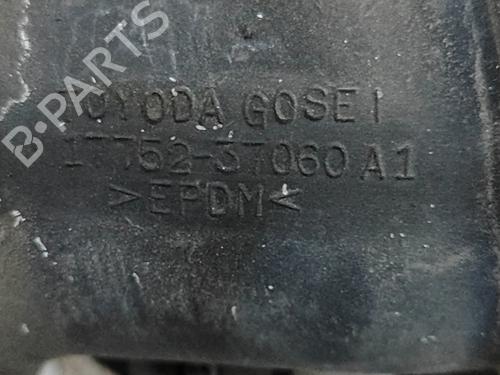 B-PARTS
TOYODA GOSEI
17752-37060 A1
>EPDM<